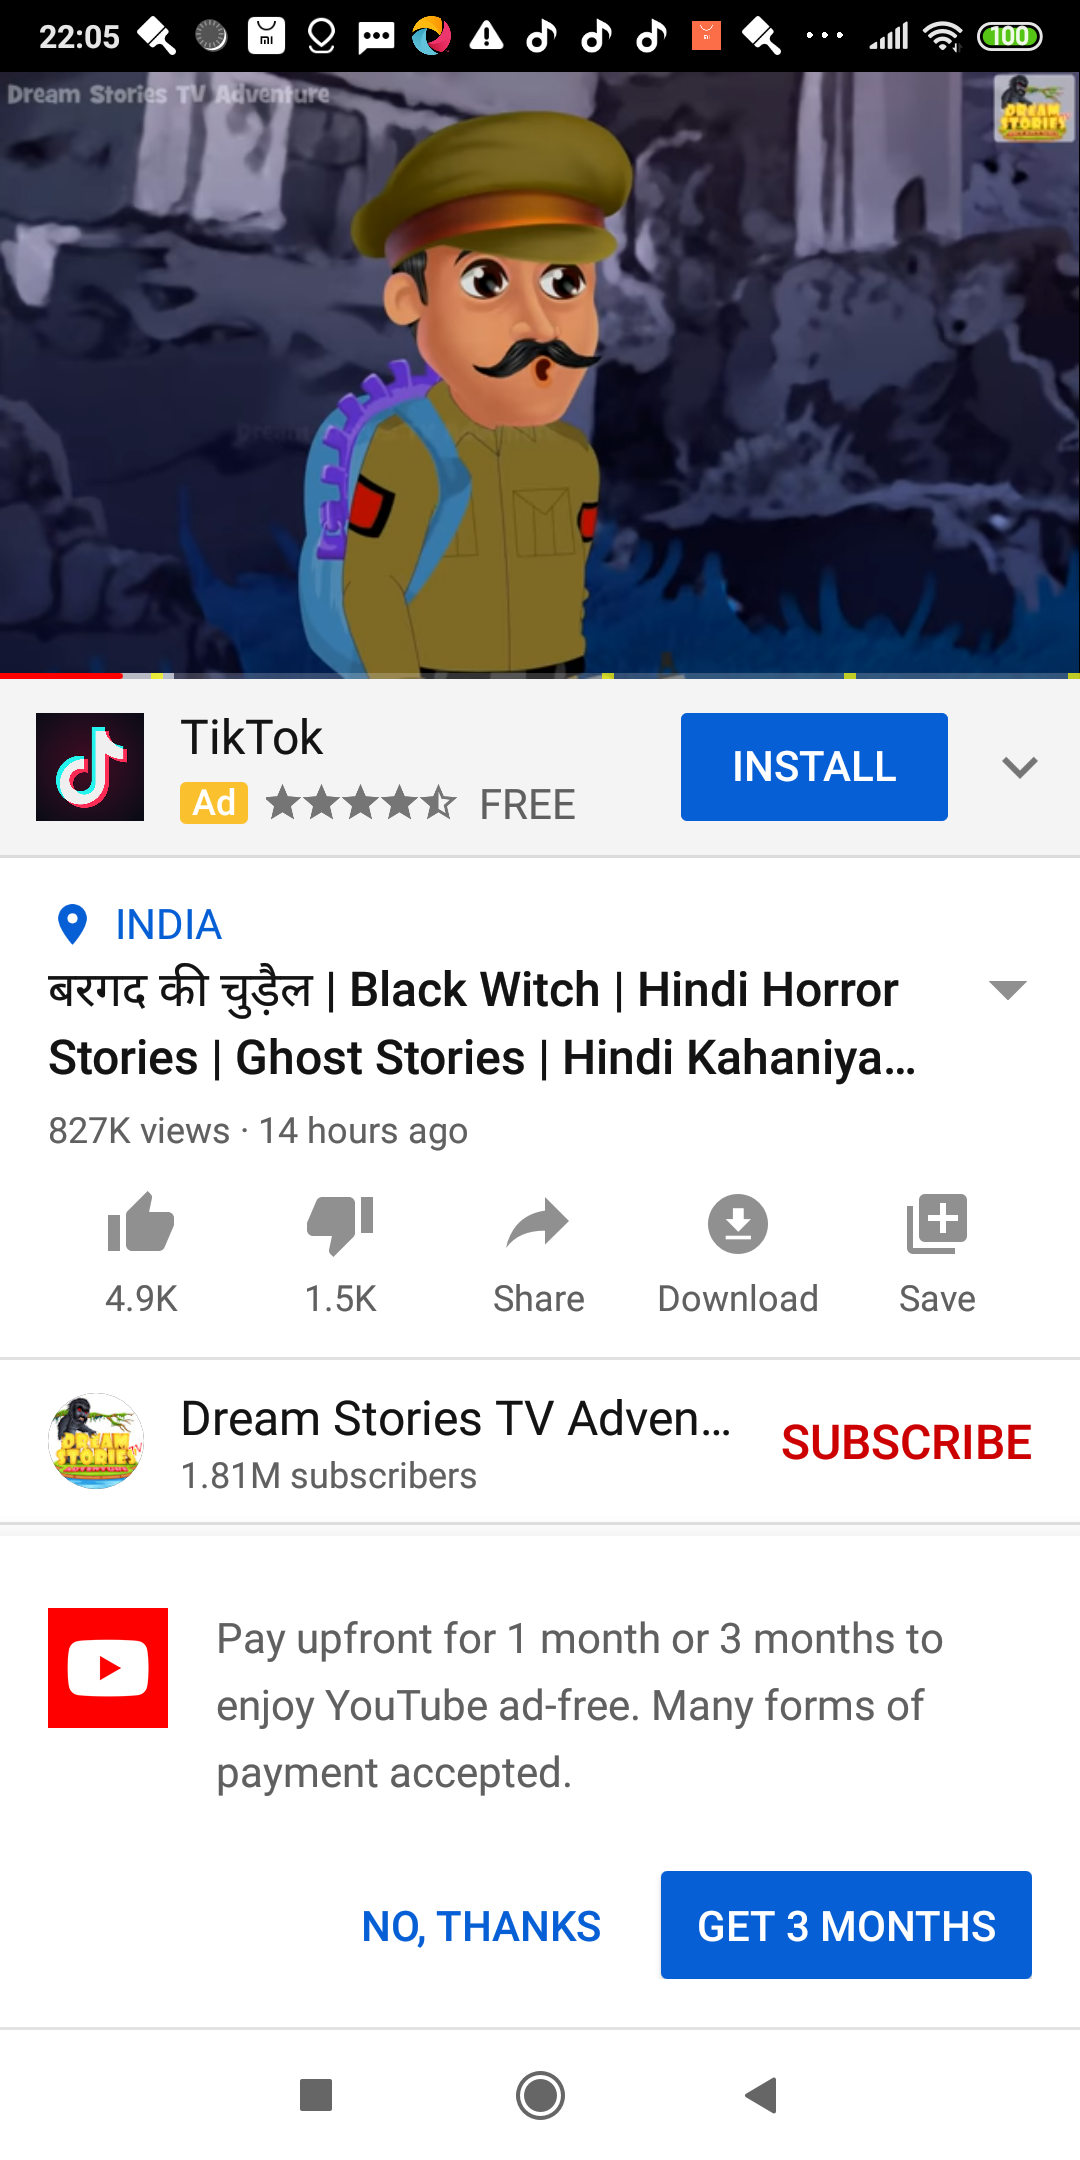 22:05
100
Dream Stories TV Adventure
DREAM
STORIES
TikTok
Ad
FREE
INSTALL
INDIA
बरगद की चुड़ैल | Black Witch | Hindi Horror
Stories | Ghost Stories | Hindi Kahaniya...
827K views · 14 hours ago
4.9K
1.5K
Share
Download
Save
DREAM
STORIES
TV
Dream Stories TV Adven...
1.81M subscribers
SUBSCRIBE
Pay upfront for 1 month or 3 months to
enjoy YouTube ad-free. Many forms of
payment accepted.
NO, THANKS
GET 3 MONTHS